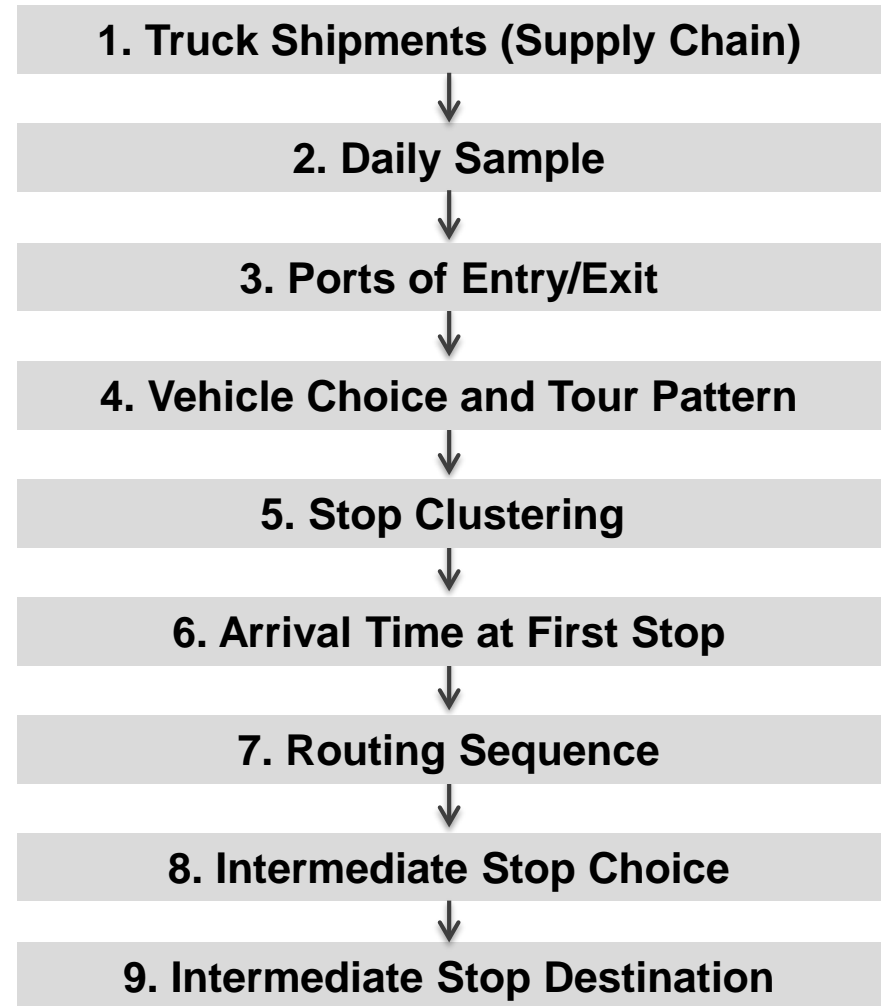 1. Truck Shipments (Supply Chain)
2. Daily Sample
3. Ports of Entry/Exit
4. Vehicle Choice and Tour Pattern
5. Stop Clustering
6. Arrival Time at First Stop
7. Routing Sequence
8. Intermediate Stop Choice
9. Intermediate Stop Destination